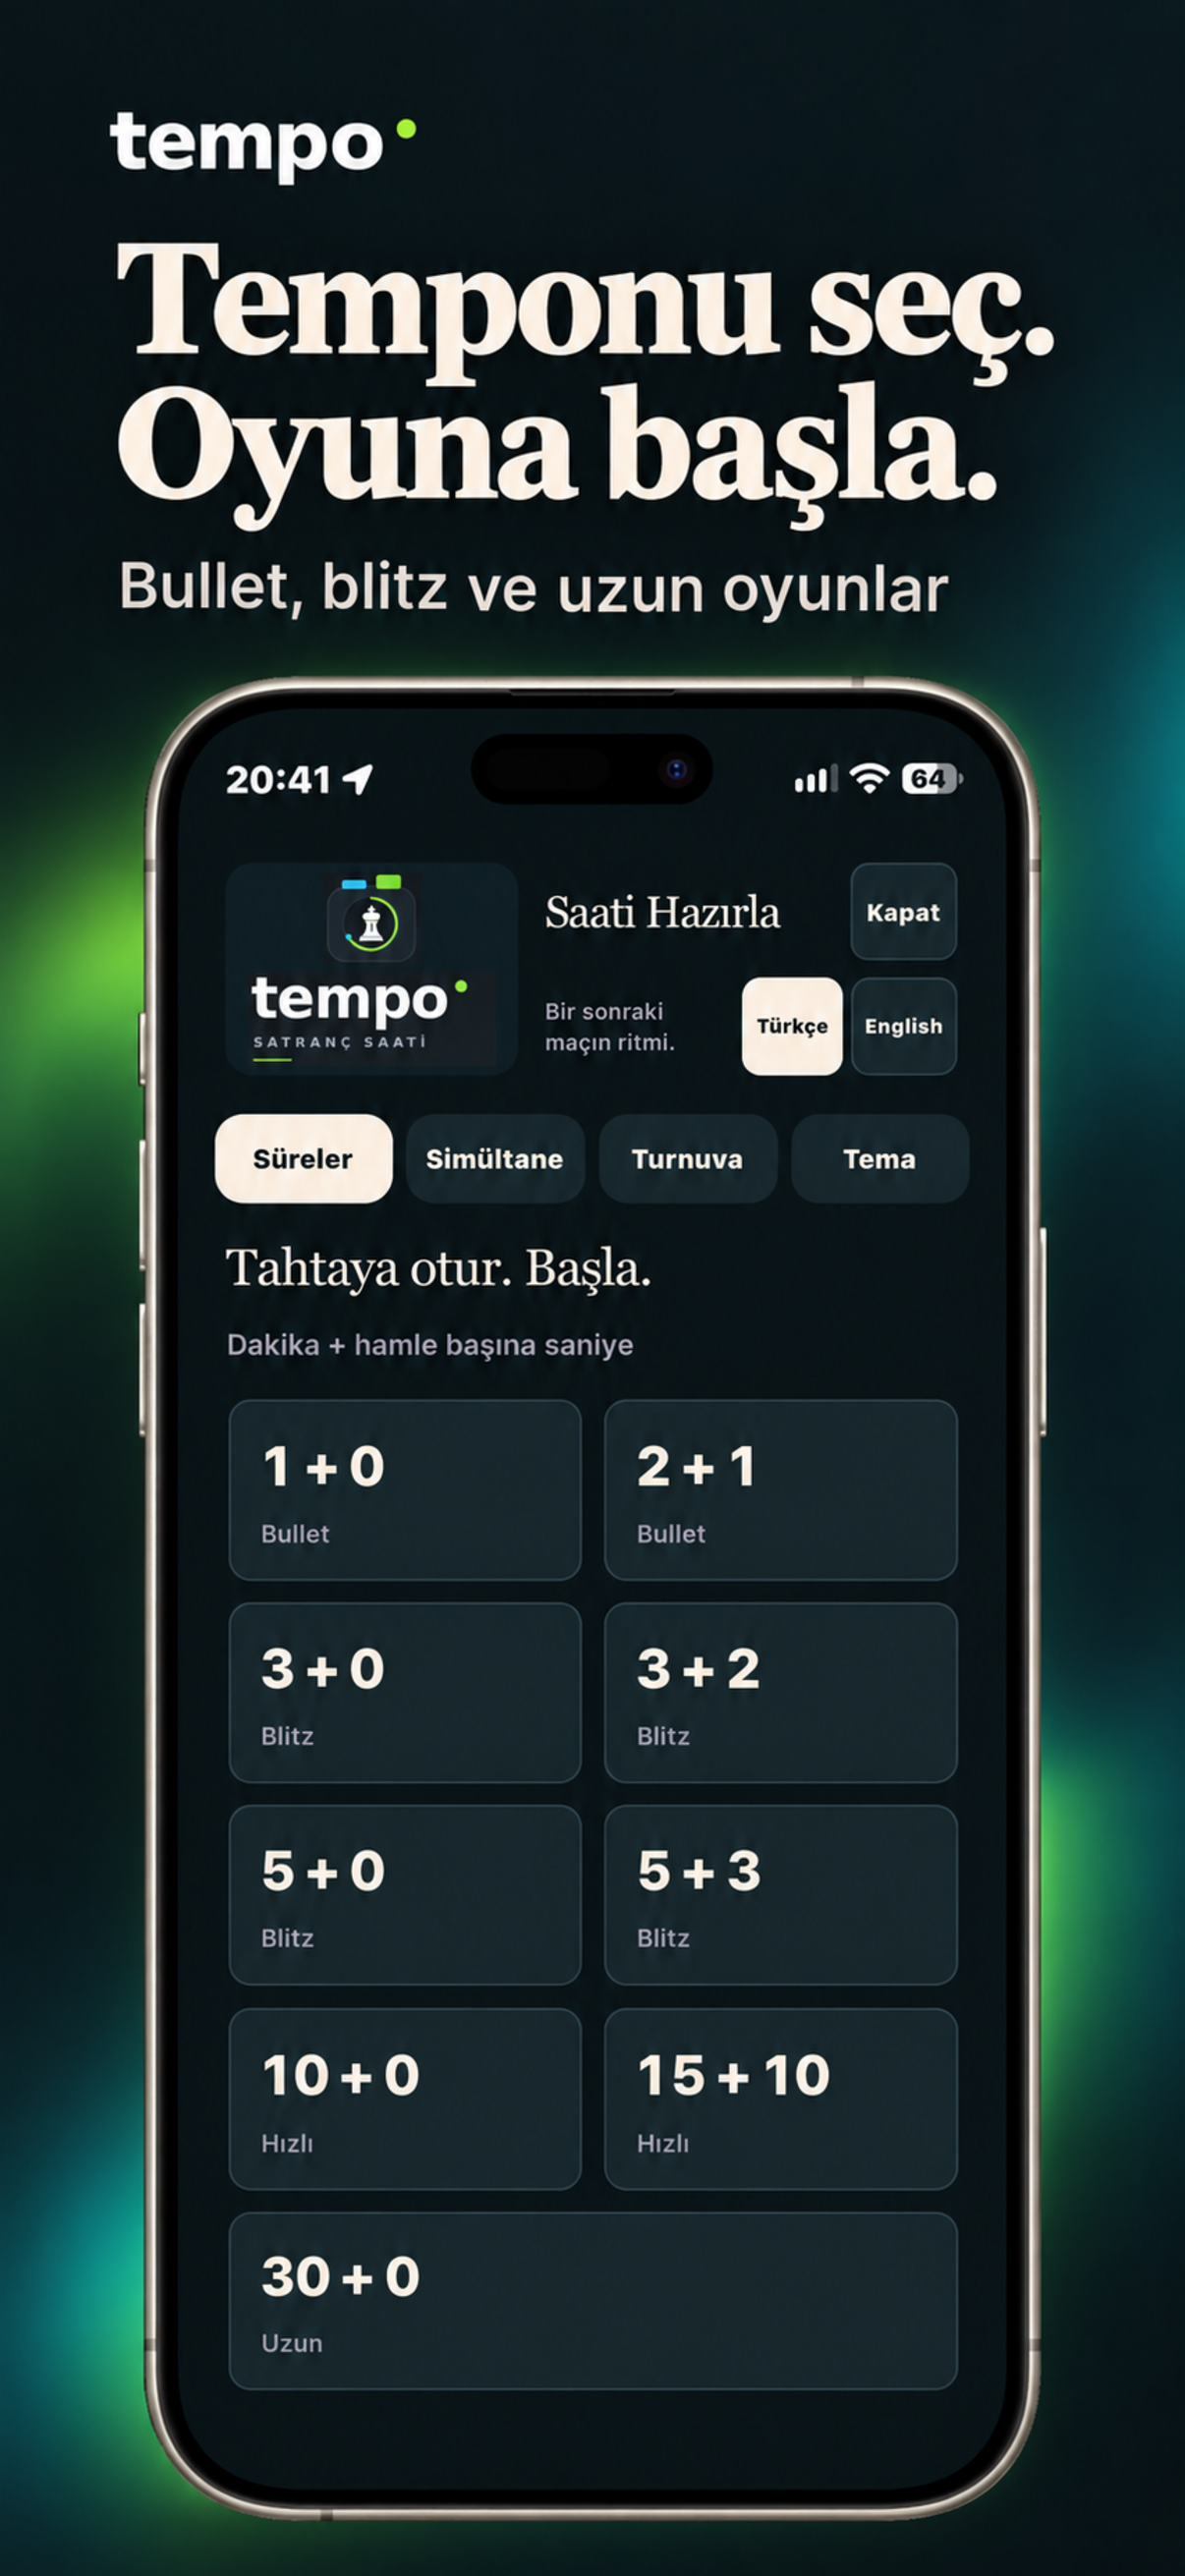 tempo
Temponu seç.
Oyuna başla.
Bullet, blitz ve uzun oyunlar
20:41
64
tempo
SATRANÇ SAATİ
Saati Hazırla
Kapat
Bir sonraki
maçın ritmi.
Türkçe
English
Süreler
Simültane
Turnuva
Tema
Tahtaya otur. Başla.
Dakika + hamle başına saniye
1 + 0
Bullet
2 + 1
Bullet
3 + 0
Blitz
3 + 2
Blitz
5 + 0
Blitz
5 + 3
Blitz
10 + 0
Hızlı
15 + 10
Hızlı
30 + 0
Uzun